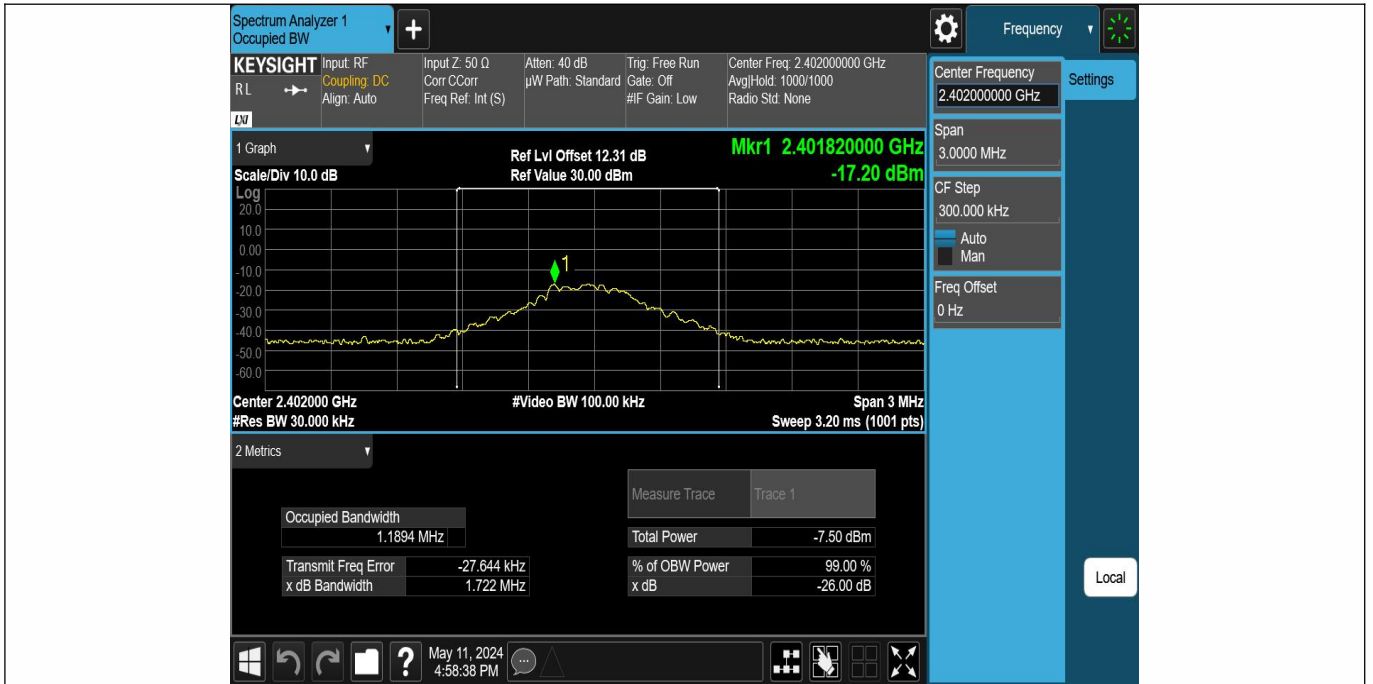 Spectrum Analyzer 1
Occupied BW
+
Frequency
KEYSIGHT
RL
LXI
Input: RF
Coupling: DC
Align: Auto
Input Z: 50 Ω
Corr CCorr
Freq Ref: Int (S)
Atten: 40 dB
µW Path: Standard
Trig: Free Run
Gate: Off
#IF Gain: Low
Center Freq: 2.402000000 GHz
Avg|Hold: 1000/1000
Radio Std: None
Center Frequency
2.402000000 GHz
Settings
Span
3.0000 MHz
CF Step
300.000 kHz
Auto
Man
Freq Offset
0 Hz
Local
1 Graph
Scale/Div 10.0 dB
Ref Lvl Offset 12.31 dB
Ref Value 30.00 dBm
Mkr1 2.401820000 GHz
-17.20 dBm
Log
20.0
10.0
0.00
-10.0
-20.0
-30.0
-40.0
-50.0
-60.0
1
Center 2.402000 GHz
#Video BW 100.00 kHz
Span 3 MHz
#Res BW 30.000 kHz
Sweep 3.20 ms (1001 pts)
2 Metrics
Measure Trace
Trace 1
Occupied Bandwidth
1.1894 MHz
Total Power
-7.50 dBm
Transmit Freq Error
-27.644 kHz
% of OBW Power
99.00 %
x dB Bandwidth
1.722 MHz
x dB
-26.00 dB
?
May 11, 2024
4:58:38 PM